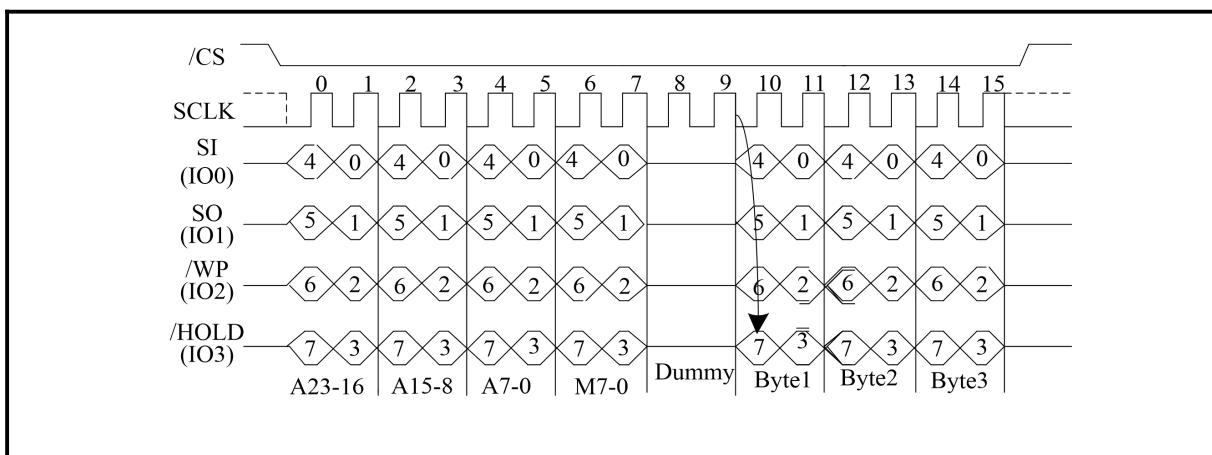 /CS
0 1 2 3 4 5 6 7 8 9 10 11 12 13 14 15
SCLK
SI
(IO0)
4 0 4 0 4 0 4 0 4 0 4 0 4 0
SO
(IO1)
5 1 5 1 5 1 5 1 5 1 5 1 5 1
/WP
(IO2)
6 2 6 2 6 2 6 2 6 2 6 2 6 2
/HOLD
(IO3)
7 3 7 3 7 3 7 3 7 3 7 3 7 3
A23-16 A15-8 A7-0 M7-0 Dummy Byte1 Byte2 Byte3